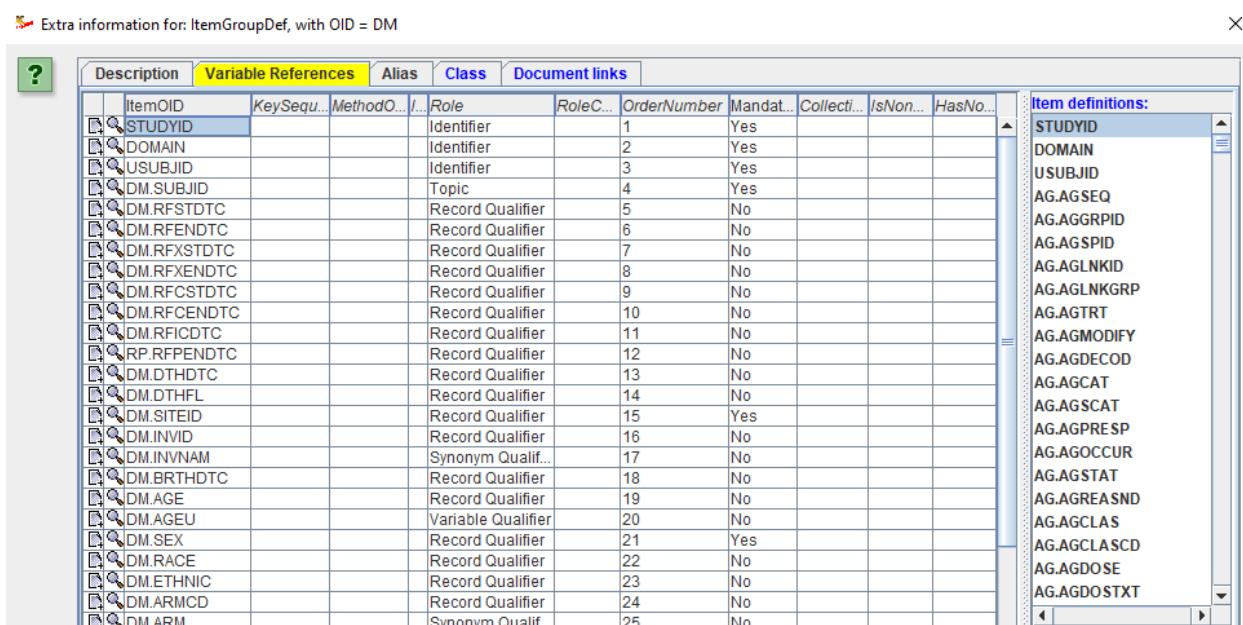 Extra information for: ItemGroupDef, with OID = DM
?
Description Variable References Alias Class Document links
ItemOID KeySequ... MethodO... I... Role RoleC... OrderNumber Mandat... Collecti... IsNon... HasNo...
STUDYID Identifier 1 Yes
DOMAIN Identifier 2 Yes
USUBJID Identifier 3 Yes
DM.SUBJID Topic 4 Yes
DM.RFSTDTC Record Qualifier 5 No
DM.RFENDTC Record Qualifier 6 No
DM.RFXSTDTC Record Qualifier 7 No
DM.RFXENDTC Record Qualifier 8 No
DM.RFCSTDTC Record Qualifier 9 No
DM.RFCENDTC Record Qualifier 10 No
DM.RFICDTC Record Qualifier 11 No
RP.RFPENDTC Record Qualifier 12 No
DM.DTHDTC Record Qualifier 13 No
DM.DTHFL Record Qualifier 14 No
DM.SITEID Record Qualifier 15 Yes
DM.INVID Record Qualifier 16 No
DM.INVNAM Synonym Qualif... 17 No
DM.BRTHDTC Record Qualifier 18 No
DM.AGE Record Qualifier 19 No
DM.AGEU Variable Qualifier 20 No
DM.SEX Record Qualifier 21 Yes
DM.RACE Record Qualifier 22 No
DM.ETHNIC Record Qualifier 23 No
DM.ARMCD Record Qualifier 24 No
DM.ARM Synonym Qualif... 25 No
Item definitions:
STUDYID
DOMAIN
USUBJID
AG.AGSEQ
AG.AGGRPID
AG.AGSPID
AG.AGLNKID
AG.AGLNKGRP
AG.AGTRT
AG.AGMODIFY
AG.AGDECOD
AG.AGCAT
AG.AGSCAT
AG.AGPRESP
AG.AGOCCUR
AG.AGSTAT
AG.AGREASND
AG.AGCLAS
AG.AGCLASCD
AG.AGDOSE
AG.AGDOSTXT